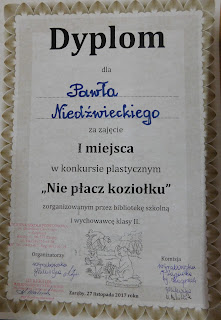 Dyplom
dla
Pawła
Niedźwieckiego
za zajęcie
I miejsca
w konkursie plastycznym
„Nie płacz koziołku”
zorganizowanym przez bibliotekę szkolną
i wychowawcę klasy II.
Organizatorzy
Komisja
Zaręby, 27 listopada 2017 roku